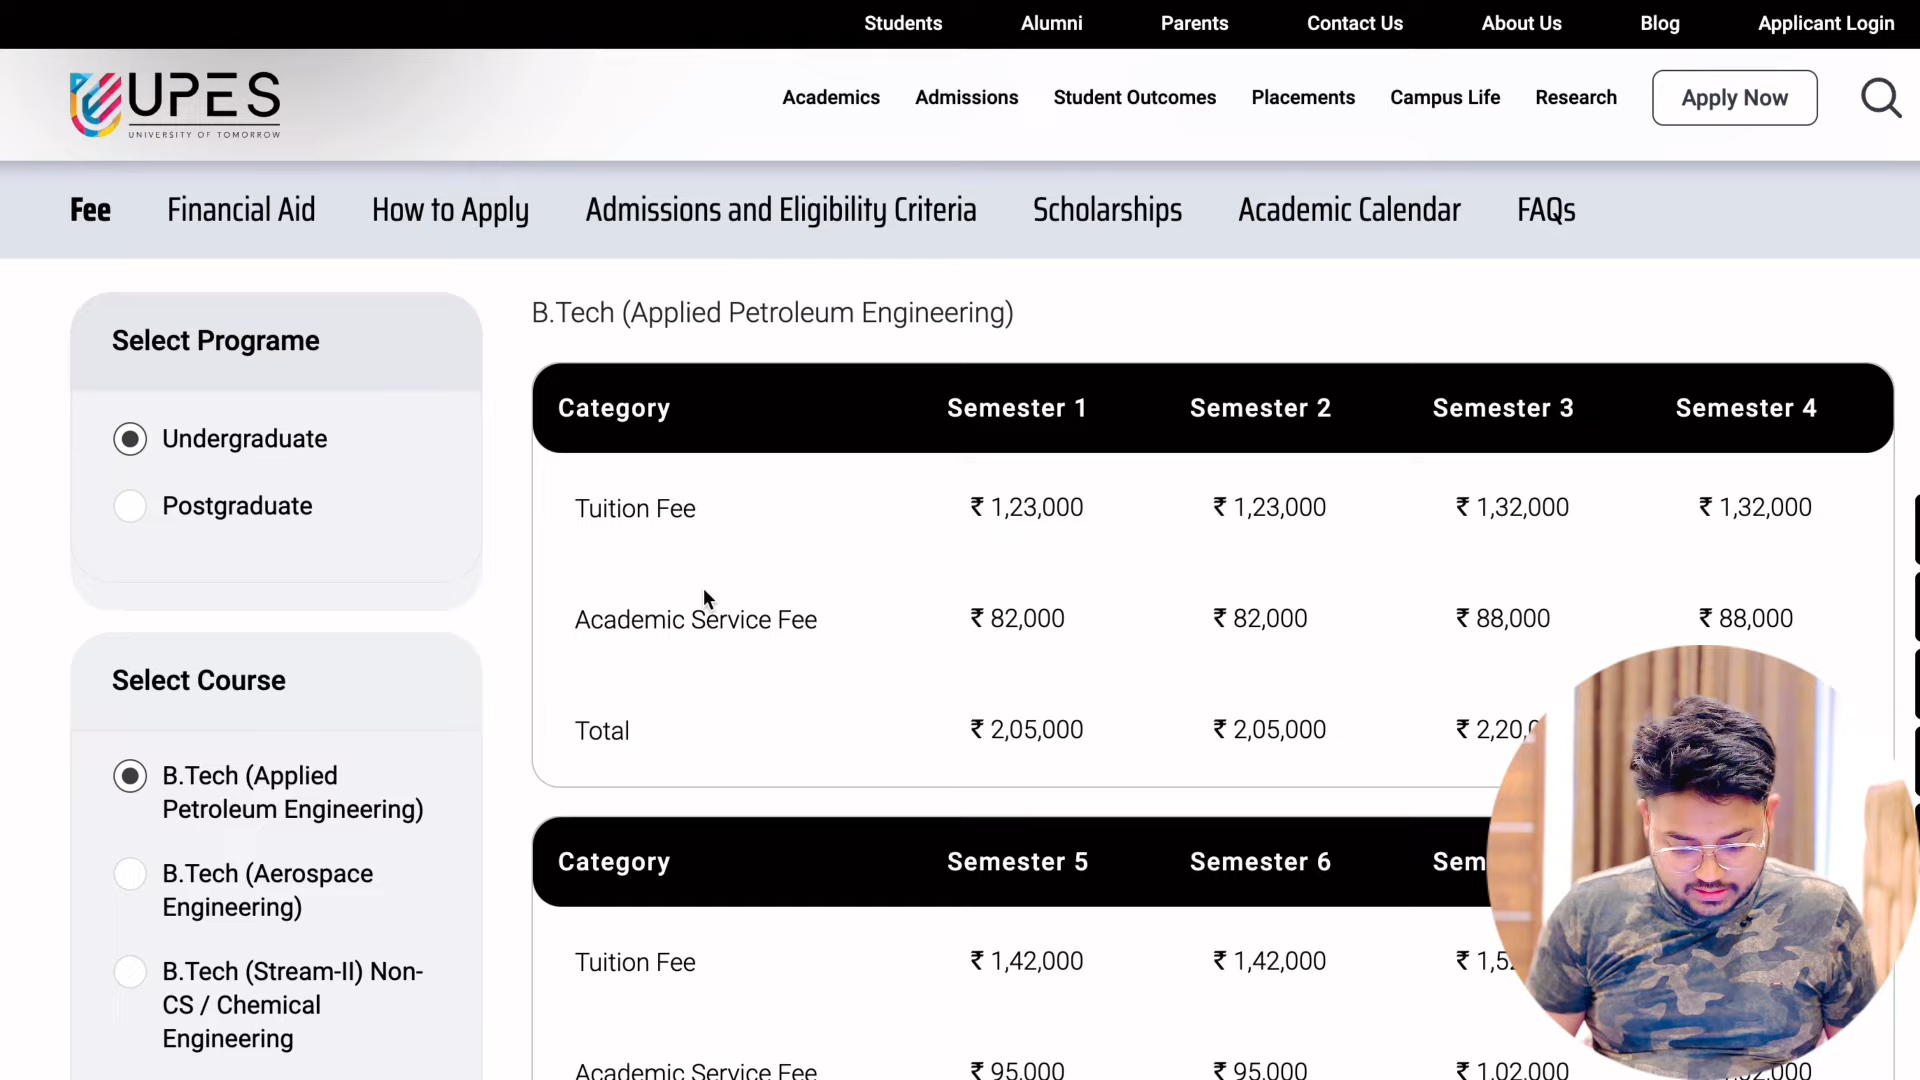 Students Alumni Parents Contact Us About Us Blog Applicant Login
UPES
UNIVERSITY OF TOMORROW
Academics Admissions Student Outcomes Placements Campus Life Research Apply Now
Fee Financial Aid How to Apply Admissions and Eligibility Criteria Scholarships Academic Calendar FAQs
Select Programe
Undergraduate
Postgraduate
Select Course
B.Tech (Applied
Petroleum Engineering)
B.Tech (Aerospace
Engineering)
B.Tech (Stream-II) Non-
CS / Chemical
Engineering
B.Tech (Applied Petroleum Engineering)
Category Semester 1 Semester 2 Semester 3 Semester 4
Tuition Fee ₹ 1,23,000 ₹ 1,23,000 ₹ 1,32,000 ₹ 1,32,000
Academic Service Fee ₹ 82,000 ₹ 82,000 ₹ 88,000 ₹ 88,000
Total ₹ 2,05,000 ₹ 2,05,000 ₹ 2,20,0
Category Semester 5 Semester 6 Sem
Tuition Fee ₹ 1,42,000 ₹ 1,42,000 ₹ 1,5
Academic Service Fee ₹ 95,000 ₹ 95,000 ₹ 1,02,000